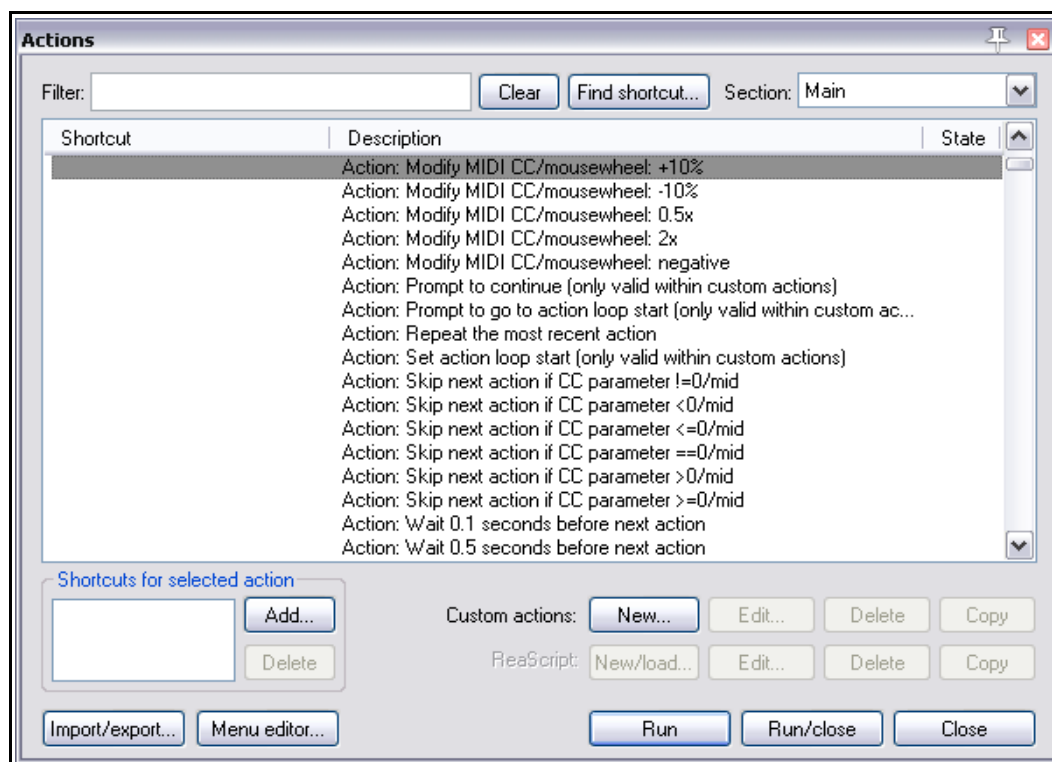 Actions
Filter: Clear Find shortcut... Section: Main
Shortcut Description State
Action: Modify MIDI CC/mousewheel: +10%
Action: Modify MIDI CC/mousewheel: -10%
Action: Modify MIDI CC/mousewheel: 0.5x
Action: Modify MIDI CC/mousewheel: 2x
Action: Modify MIDI CC/mousewheel: negative
Action: Prompt to continue (only valid within custom actions)
Action: Prompt to go to action loop start (only valid within custom ac...
Action: Repeat the most recent action
Action: Set action loop start (only valid within custom actions)
Action: Skip next action if CC parameter !=0/mid
Action: Skip next action if CC parameter <0/mid
Action: Skip next action if CC parameter <=0/mid
Action: Skip next action if CC parameter ==0/mid
Action: Skip next action if CC parameter >0/mid
Action: Skip next action if CC parameter >=0/mid
Action: Wait 0.1 seconds before next action
Action: Wait 0.5 seconds before next action
Shortcuts for selected action
Add... Custom actions: New... Edit... Delete Copy
Delete ReaScript: New/load... Edit... Delete Copy
Import/export... Menu editor... Run Run/close Close